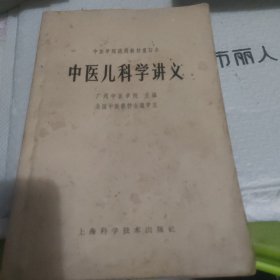 中医学院试用教材重订本
中医儿科学讲义
广州中医学院 主编
全国中医教材会议审定
上海科学技术出版社
市丽人